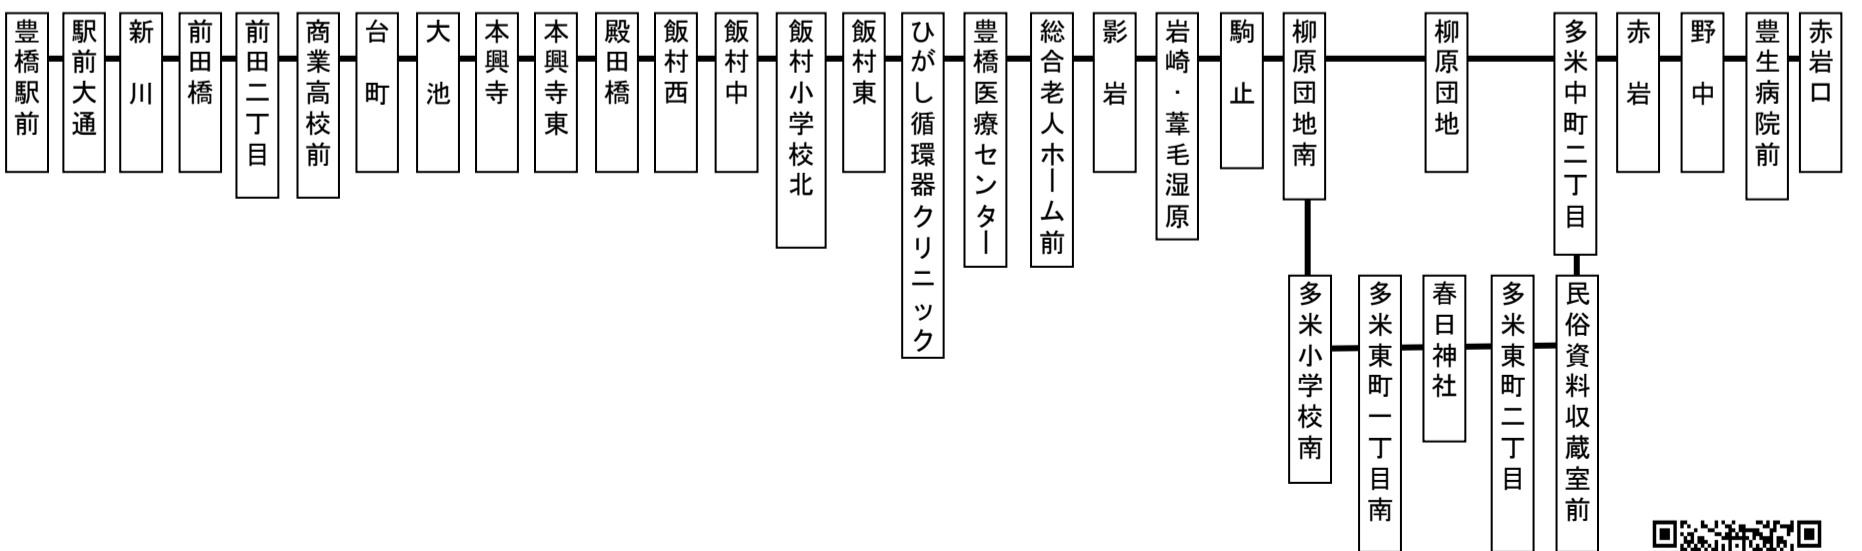 豊橋駅前
駅前大通
新川
前田橋
前田二丁目
商業高校前
台町
大池
本興寺
本興寺東
殿田橋
飯村西
飯村中
飯村小学校北
飯村東
ひがし循環器クリニック
豊橋医療センター
総合老人ホーム前
影岩
岩崎・葦毛湿原
駒止
柳原団地南
柳原団地
多米中町二丁目
赤岩
野中
豊生病院前
赤岩口
多米小学校南
多米東町一丁目南
春日神社
多米東町二丁目
民俗資料収蔵室前